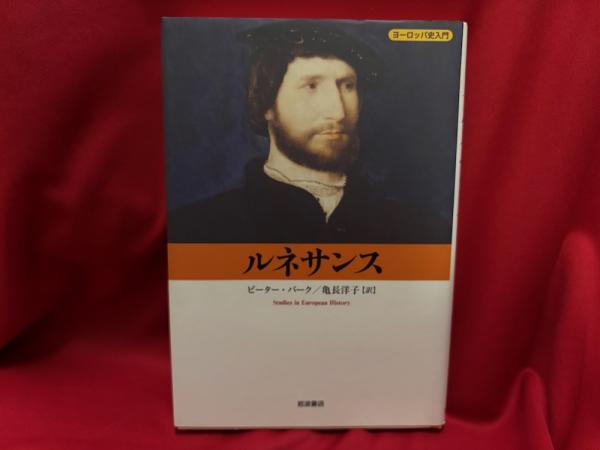 ヨーロッパ史入門
ルネサンス
ピーター・バーク/亀長洋子【訳】
Studies in European History
岩波書店